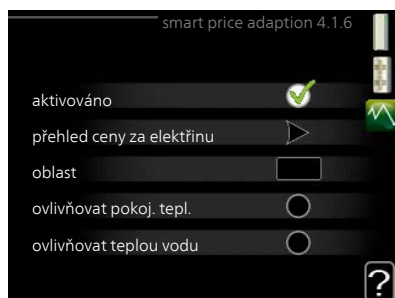 smart price adaption 4.1.6
aktivováno
přehled ceny za elektřinu
oblast
ovlivňovat pokoj. tepl.
ovlivňovat teplou vodu
?